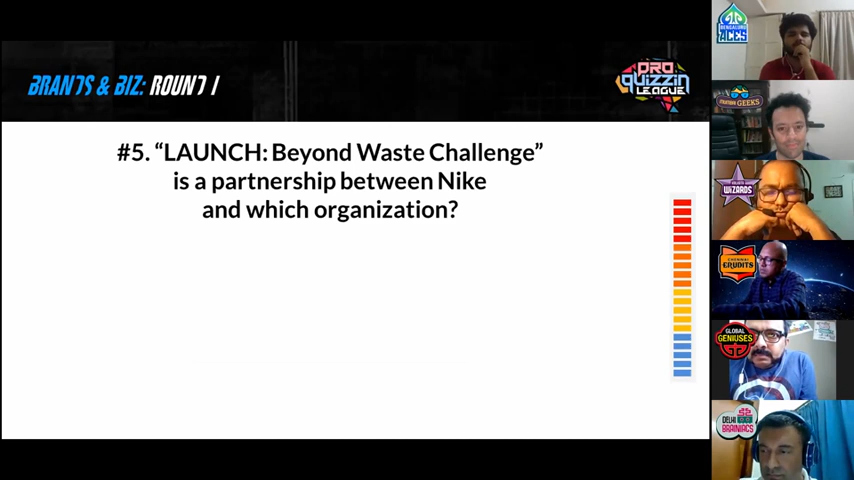 BRANDS & BIZ: ROUND 1
PRO
QUIZZIN
LEAGUE
#5. “LAUNCH: Beyond Waste Challenge”
is a partnership between Nike
and which organization?
BENGALURU
ACES
GEEKS
WIZARDS
CHENNAI
ERUDITS
GLOBAL
GENIUSES
DELHI
BRAINIACS